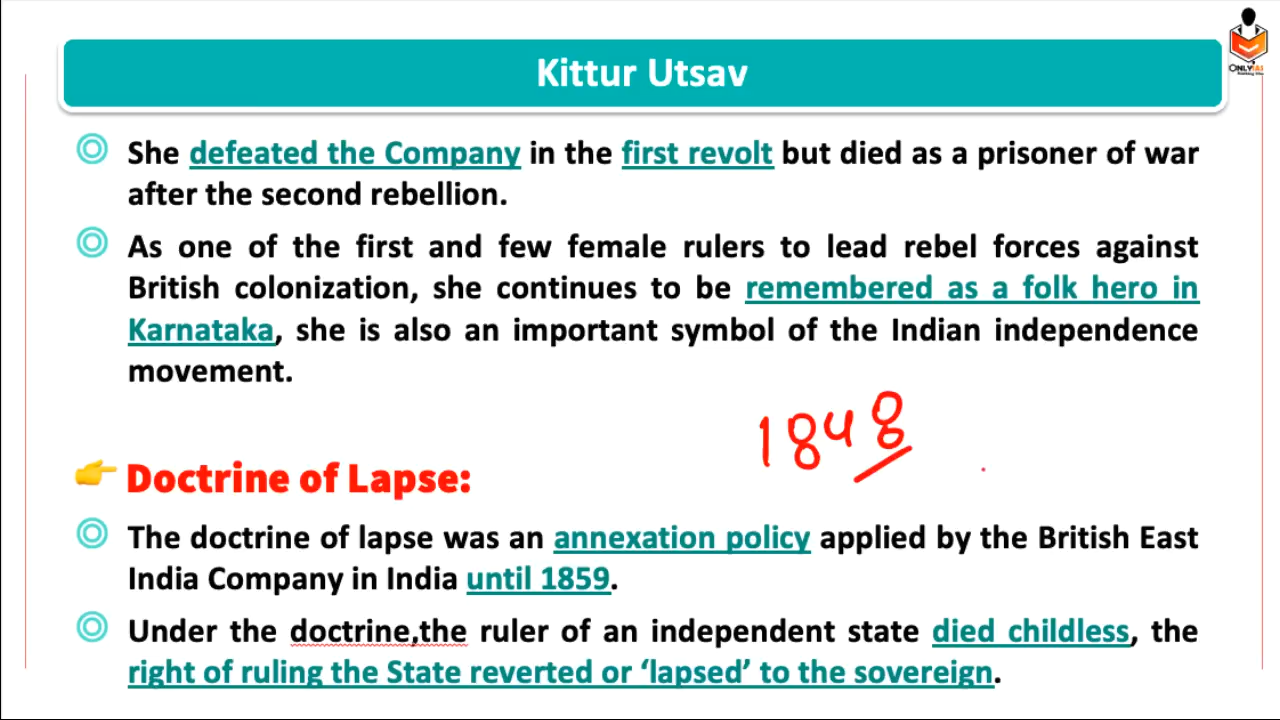 Kittur Utsav
ONLYIAS
She defeated the Company in the first revolt but died as a prisoner of war
after the second rebellion.
As one of the first and few female rulers to lead rebel forces against
British colonization, she continues to be remembered as a folk hero in
Karnataka, she is also an important symbol of the Indian independence
movement.
1848
Doctrine of Lapse:
The doctrine of lapse was an annexation policy applied by the British East
India Company in India until 1859.
Under the doctrine,the ruler of an independent state died childless, the
right of ruling the State reverted or ‘lapsed’ to the sovereign.